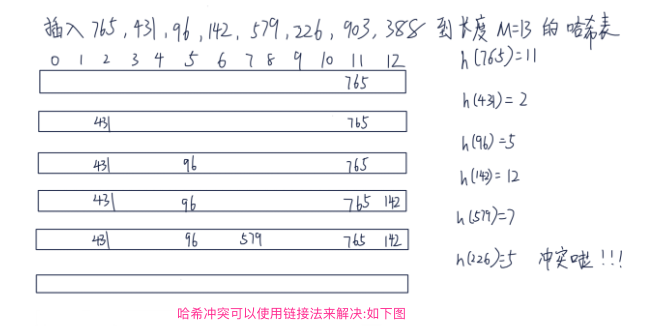 插入 765, 431, 96, 142, 579, 226, 903, 388 到长度 M=13 的 哈希表
0 1 2 3 4 5 6 7 8 9 10 11 12
h(765)=11
765
h(431)=2
431 765
h(96)=5
431 96 765
h(142)=12
431 96 765 142
h(579)=7
431 96 579 765 142
h(226)=5 冲突啦!!!
哈希冲突可以使用链接法来解决:如下图